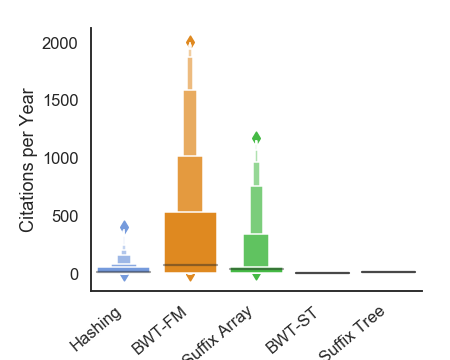 Citations per Year
2000
1500
1000
500
0
Hashing
BWT-FM
Suffix Array
BWT-ST
Suffix Tree